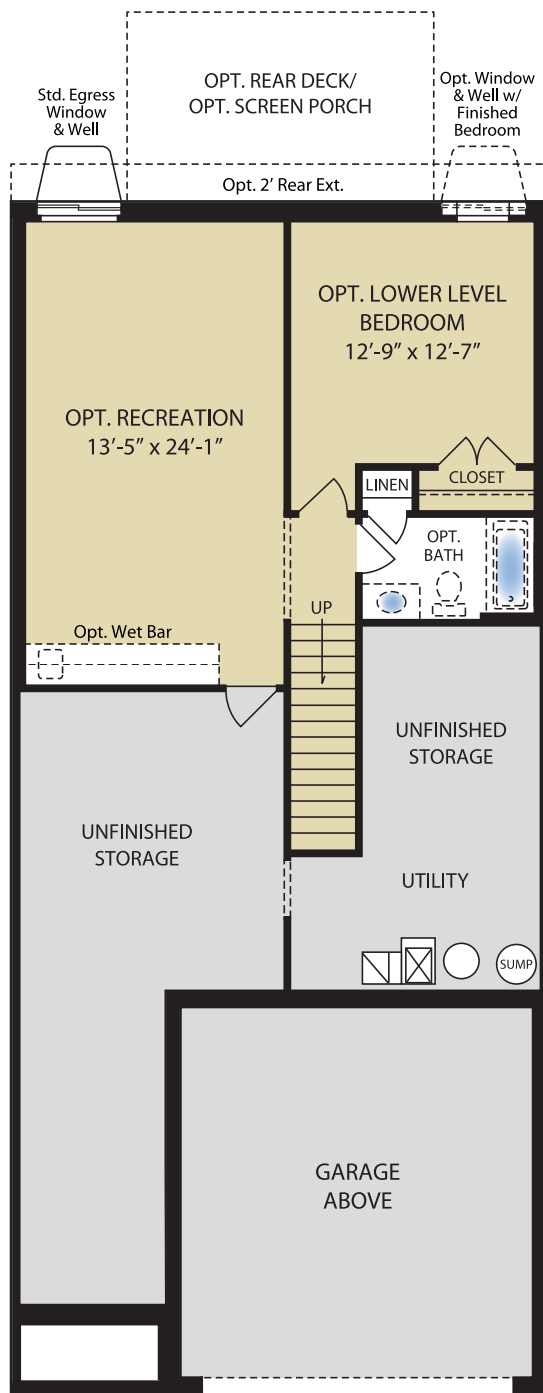 OPT. REAR DECK/
OPT. SCREEN PORCH
Std. Egress
Window
& Well
Opt. Window
& Well w/
Finished
Bedroom
Opt. 2' Rear Ext.
OPT. LOWER LEVEL
BEDROOM
12'-9" x 12'-7"
OPT. RECREATION
13'-5" x 24'-1"
LINEN
CLOSET
OPT.
BATH
UP
Opt. Wet Bar
UNFINISHED
STORAGE
UNFINISHED
STORAGE
UTILITY
SUMP
GARAGE
ABOVE